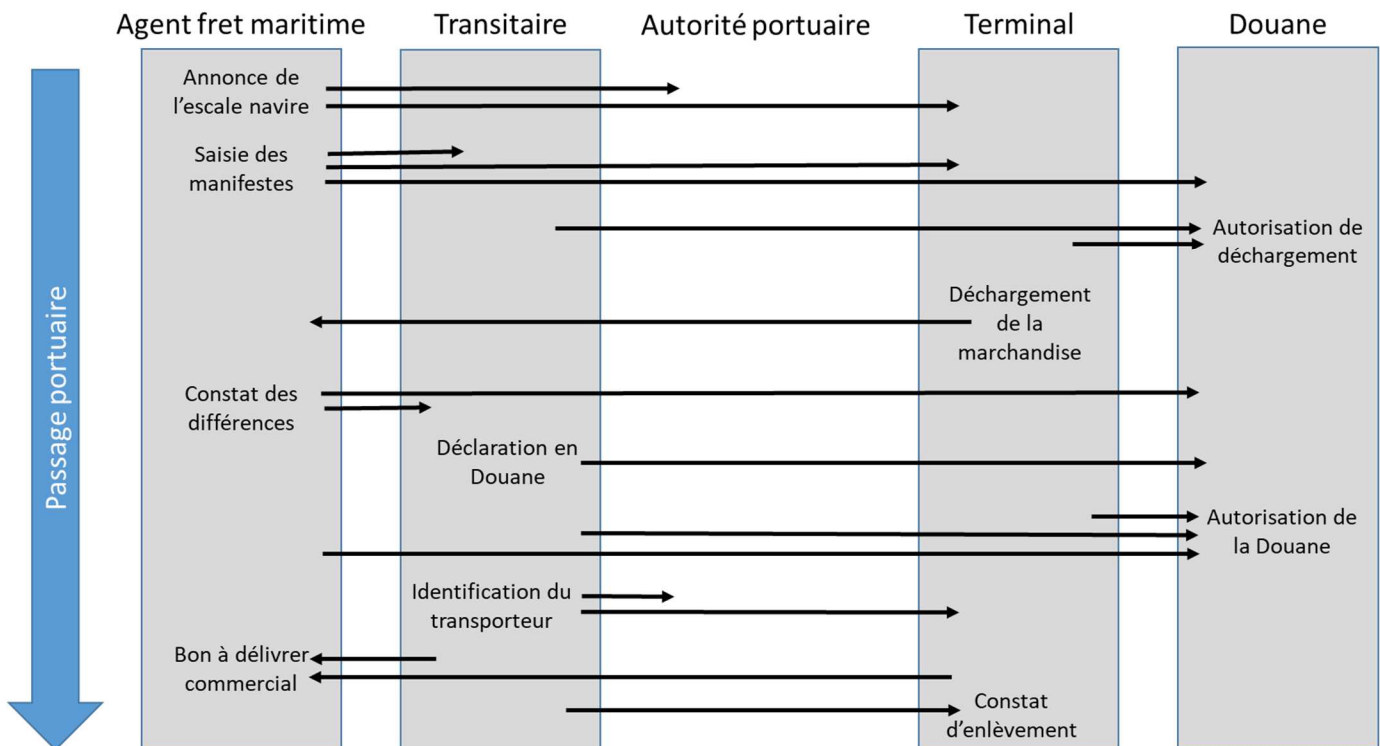 Agent fret maritime
Transitaire
Autorité portuaire
Terminal
Douane
Passage portuaire
Annonce de
l'escale navire
Saisie des
manifestes
Autorisation de
déchargement
Déchargement
de la
marchandise
Constat des
différences
Déclaration en
Douane
Autorisation de
la Douane
Identification du
transporteur
Bon à délivrer
commercial
Constat
d'enlèvement